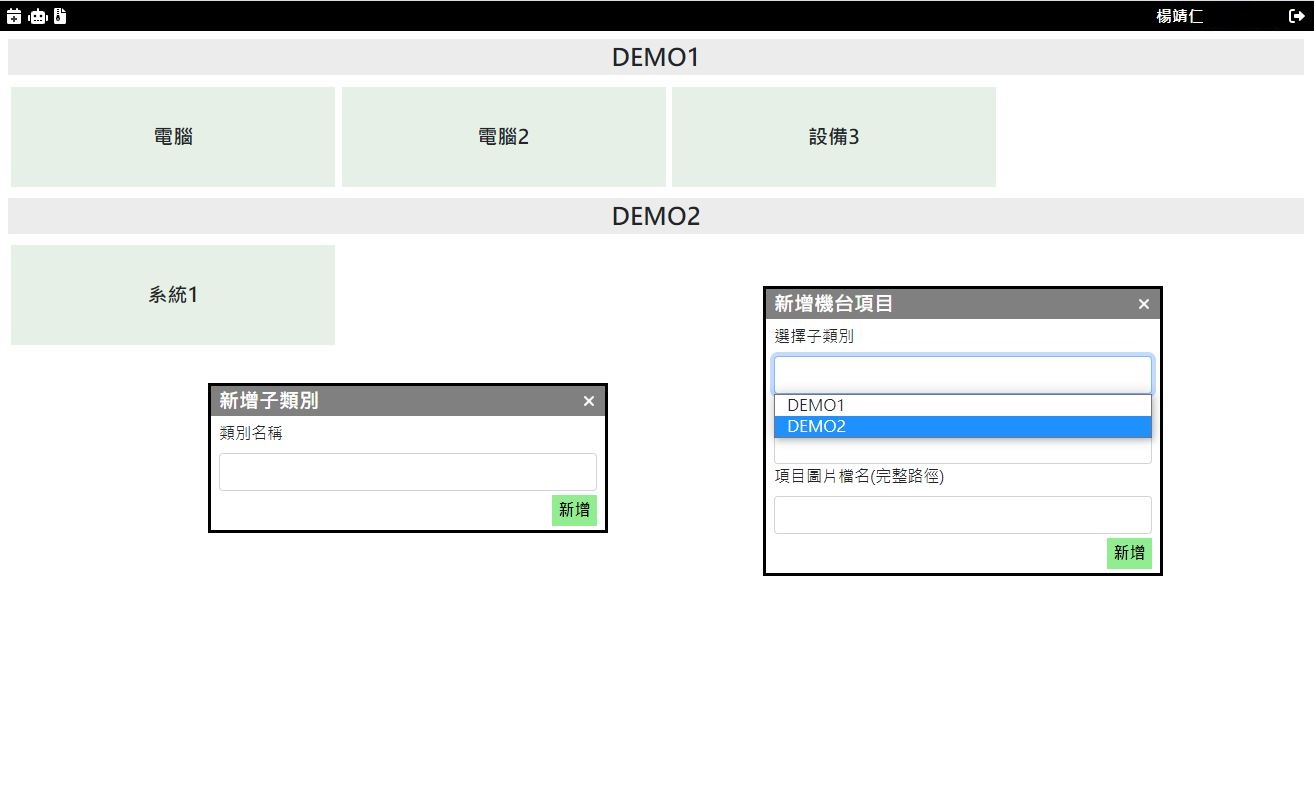 楊靖仁
DEMO1
電腦
電腦2
設備3
DEMO2
系統1
新增子類別
類別名稱
新增
新增機台項目
選擇子類別
DEMO1
DEMO2
項目圖片檔名(完整路徑)
新增